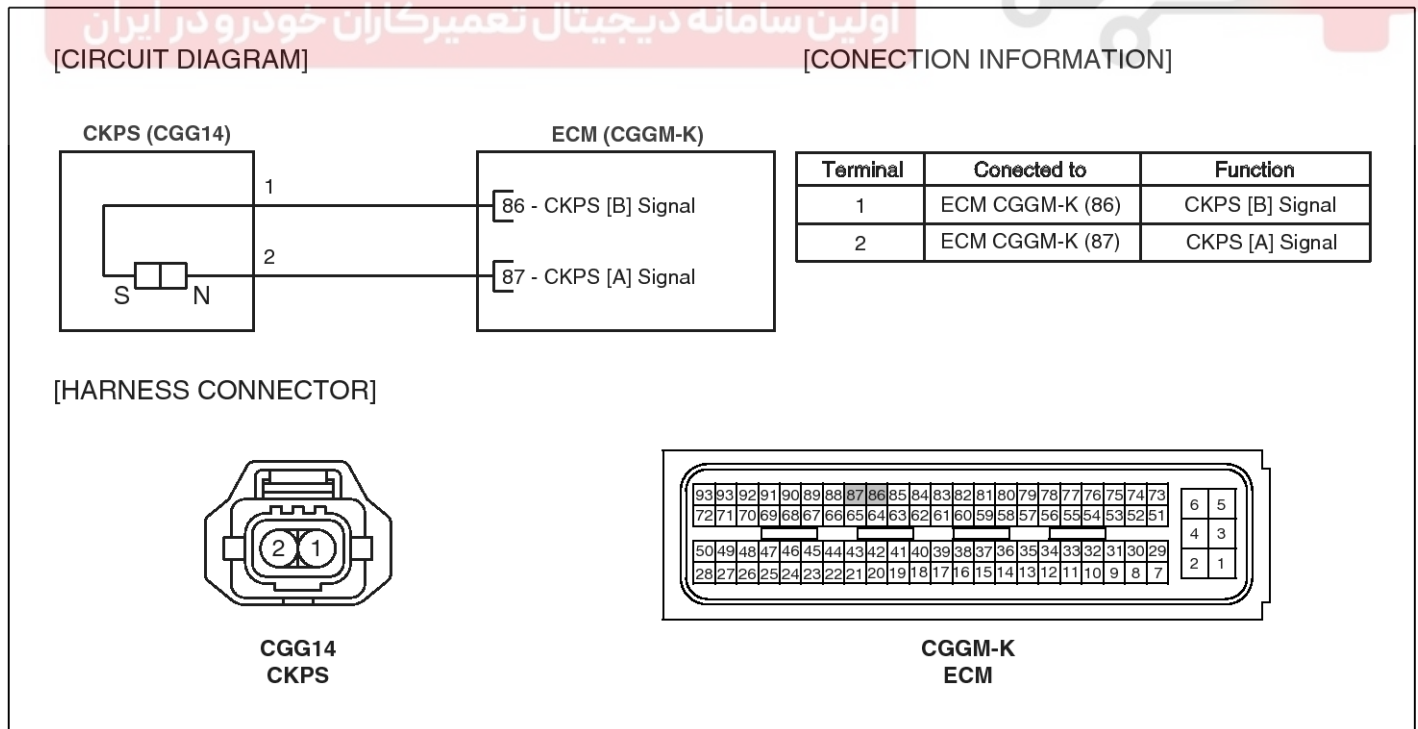 اولین سامانه دیجیتال تعمیرکاران خودرو در ایران
[CIRCUIT DIAGRAM]
[CONECTION INFORMATION]
CKPS (CGG14)
ECM (CGGM-K)
1
86 - CKPS [B] Signal
2
87 - CKPS [A] Signal
S
N
Terminal Conected to Function
1 ECM CGGM-K (86) CKPS [B] Signal
2 ECM CGGM-K (87) CKPS [A] Signal
[HARNESS CONNECTOR]
2 1
CGG14
CKPS
93 93 92 91 90 89 88 87 86 85 84 83 82 81 80 79 78 77 76 75 74 73
72 71 70 69 68 67 66 65 64 63 62 61 60 59 58 57 56 55 54 53 52 51
50 49 48 47 46 45 44 43 42 41 40 39 38 37 36 35 34 33 32 31 30 29
28 27 26 25 24 23 22 21 20 19 18 17 16 15 14 13 12 11 10 9 8 7
6 5
4 3
2 1
CGGM-K
ECM